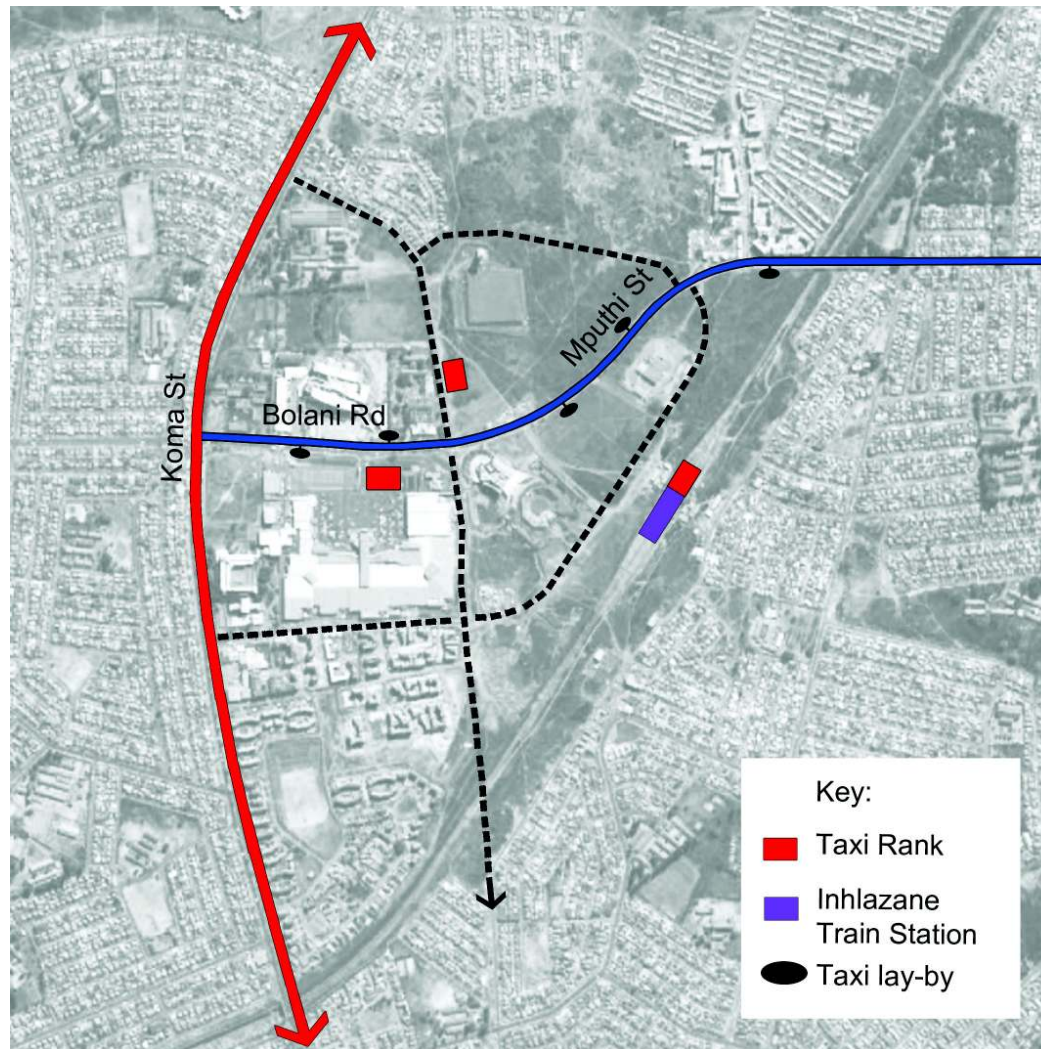 Mputhi St
Koma St
Bolani Rd
Key:
Taxi Rank
Inhlazane
Train Station
Taxi lay-by